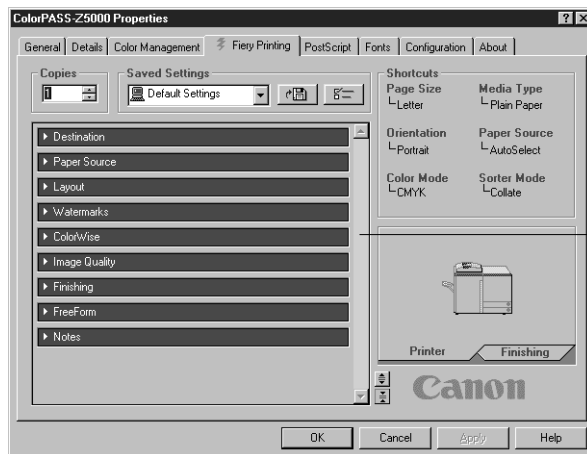 ColorPASS-Z5000 Properties
General Details Color Management Fiery Printing PostScript Fonts Configuration About
Copies
1
Saved Settings
Default Settings
Destination
Paper Source
Layout
Watermarks
ColorWise
Image Quality
Finishing
FreeForm
Notes
Shortcuts
Page Size
Letter
Media Type
Plain Paper
Orientation
Portrait
Paper Source
AutoSelect
Color Mode
CMYK
Sorter Mode
Collate
Printer
Finishing
Canon
OK Cancel Apply Help